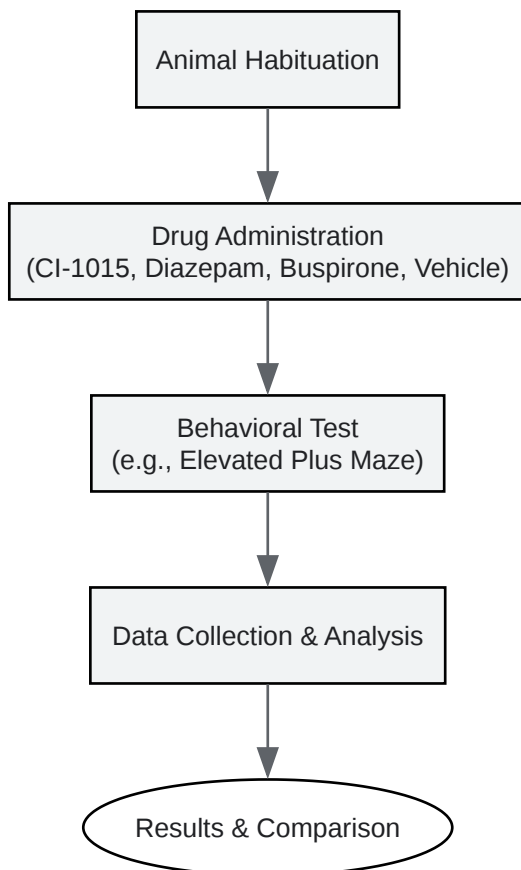 Animal Habituation
Drug Administration
(CI-1015, Diazepam, Buspirone, Vehicle)
Behavioral Test
(e.g., Elevated Plus Maze)
Data Collection & Analysis
Results & Comparison